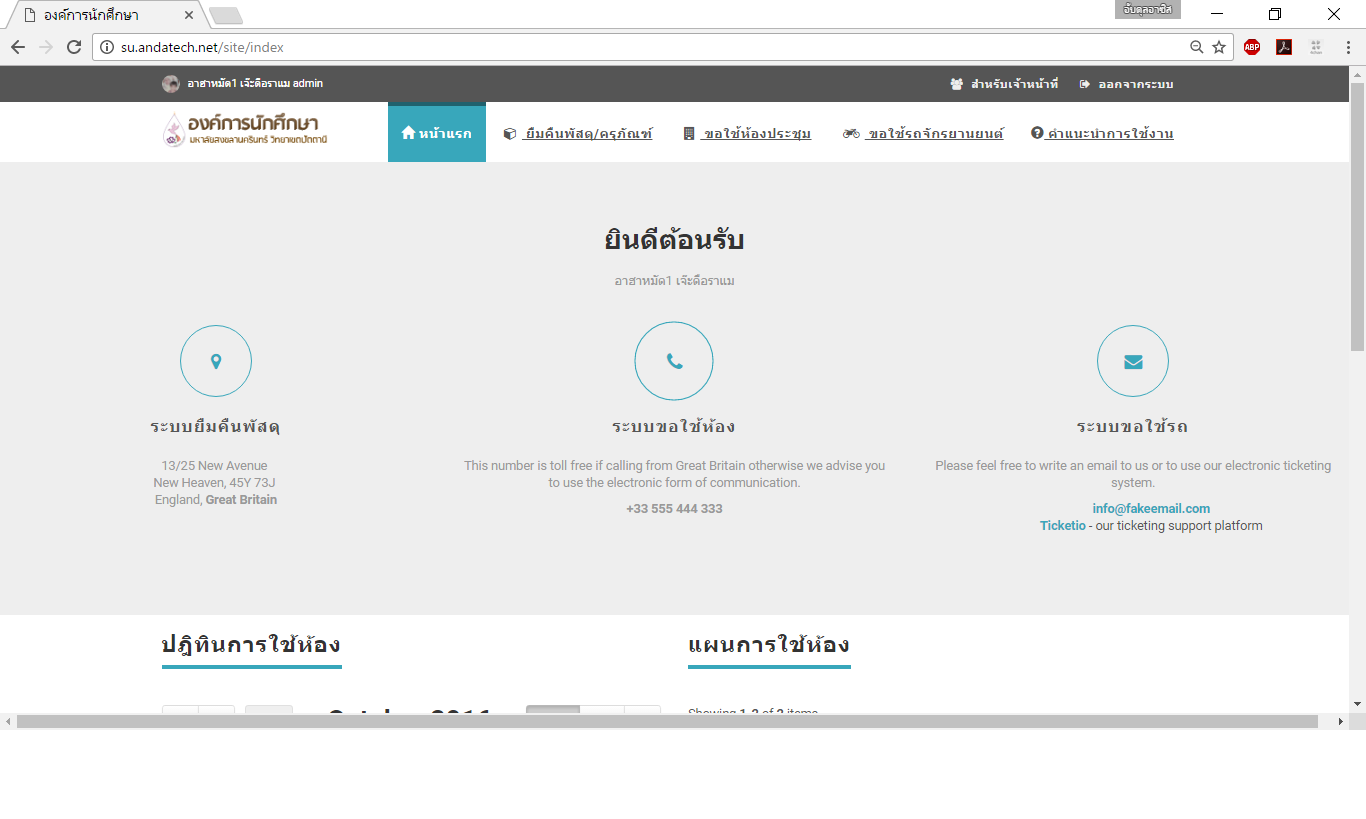 องค์การนักศึกษา
อับดุลอาซิส
su.andatech.net/site/index
ABP
อาฮาหมัด1 เจ๊ะดือราแม admin
สำหรับเจ้าหน้าที่ ออกจากระบบ
องค์การนักศึกษา
มหาลัยสงขลานครินทร์ วิทยาเขตปัตตานี
หน้าแรก ยืมคืนพัสดุ/ครุภัณฑ์ ขอใช้ห้องประชุม ขอใช้รถจักรยานยนต์ คำแนะนำการใช้งาน
ยินดีต้อนรับ
อาฮาหมัด1 เจ๊ะดือราแม
ระบบยืมคืนพัสดุ
13/25 New Avenue
New Heaven, 45Y 73J
England, Great Britain
ระบบขอใช้ห้อง
This number is toll free if calling from Great Britain otherwise we advise you
to use the electronic form of communication.
+33 555 444 333
ระบบขอใช้รถ
Please feel free to write an email to us or to use our electronic ticketing
system.
info@fakeemail.com
Ticketio - our ticketing support platform
ปฏิทินการใช้ห้อง
แผนการใช้ห้อง
October 2016
Showing 1-2 of 2 items.